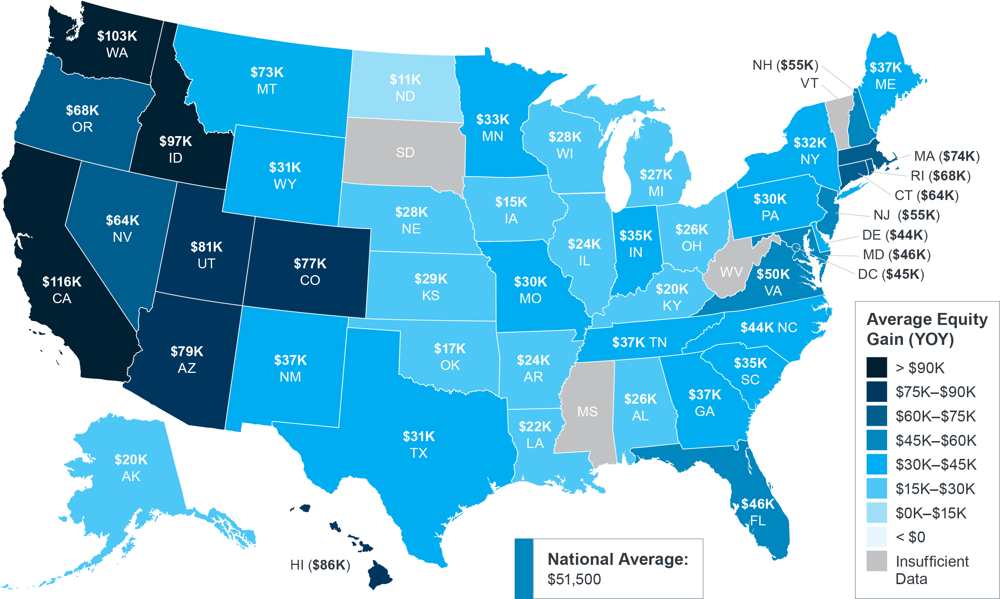 $103K
WA
$73K
MT
$11K
ND
NH ($55K)
VT
$37K
ME
$68K
OR
$97K
ID
$33K
MN
$28K
WI
$32K
NY
$31K
WY
SD
MA ($74K)
RI ($68K)
$27K
MI
CT ($64K)
$15K
IA
$30K
PA
NJ ($55K)
$64K
NV
$28K
NE
$35K
IN
$26K
OH
DE ($44K)
$81K
UT
$24K
IL
MD ($46K)
$77K
CO
$29K
KS
WV
$50K
VA
DC ($45K)
$116K
CA
$30K
MO
$20K
KY
Average Equity
Gain (YOY)
> $90K
$75K–$90K
$60K–$75K
$45K–$60K
$30K–$45K
$15K–$30K
$0K–$15K
< $0
Insufficient
Data
$37K TN
$44K NC
$79K
AZ
$37K
NM
$17K
OK
$24K
AR
$35K
SC
MS
$26K
AL
$37K
GA
$20K
AK
$31K
TX
$22K
LA
$46K
FL
HI ($86K)
National Average:
$51,500